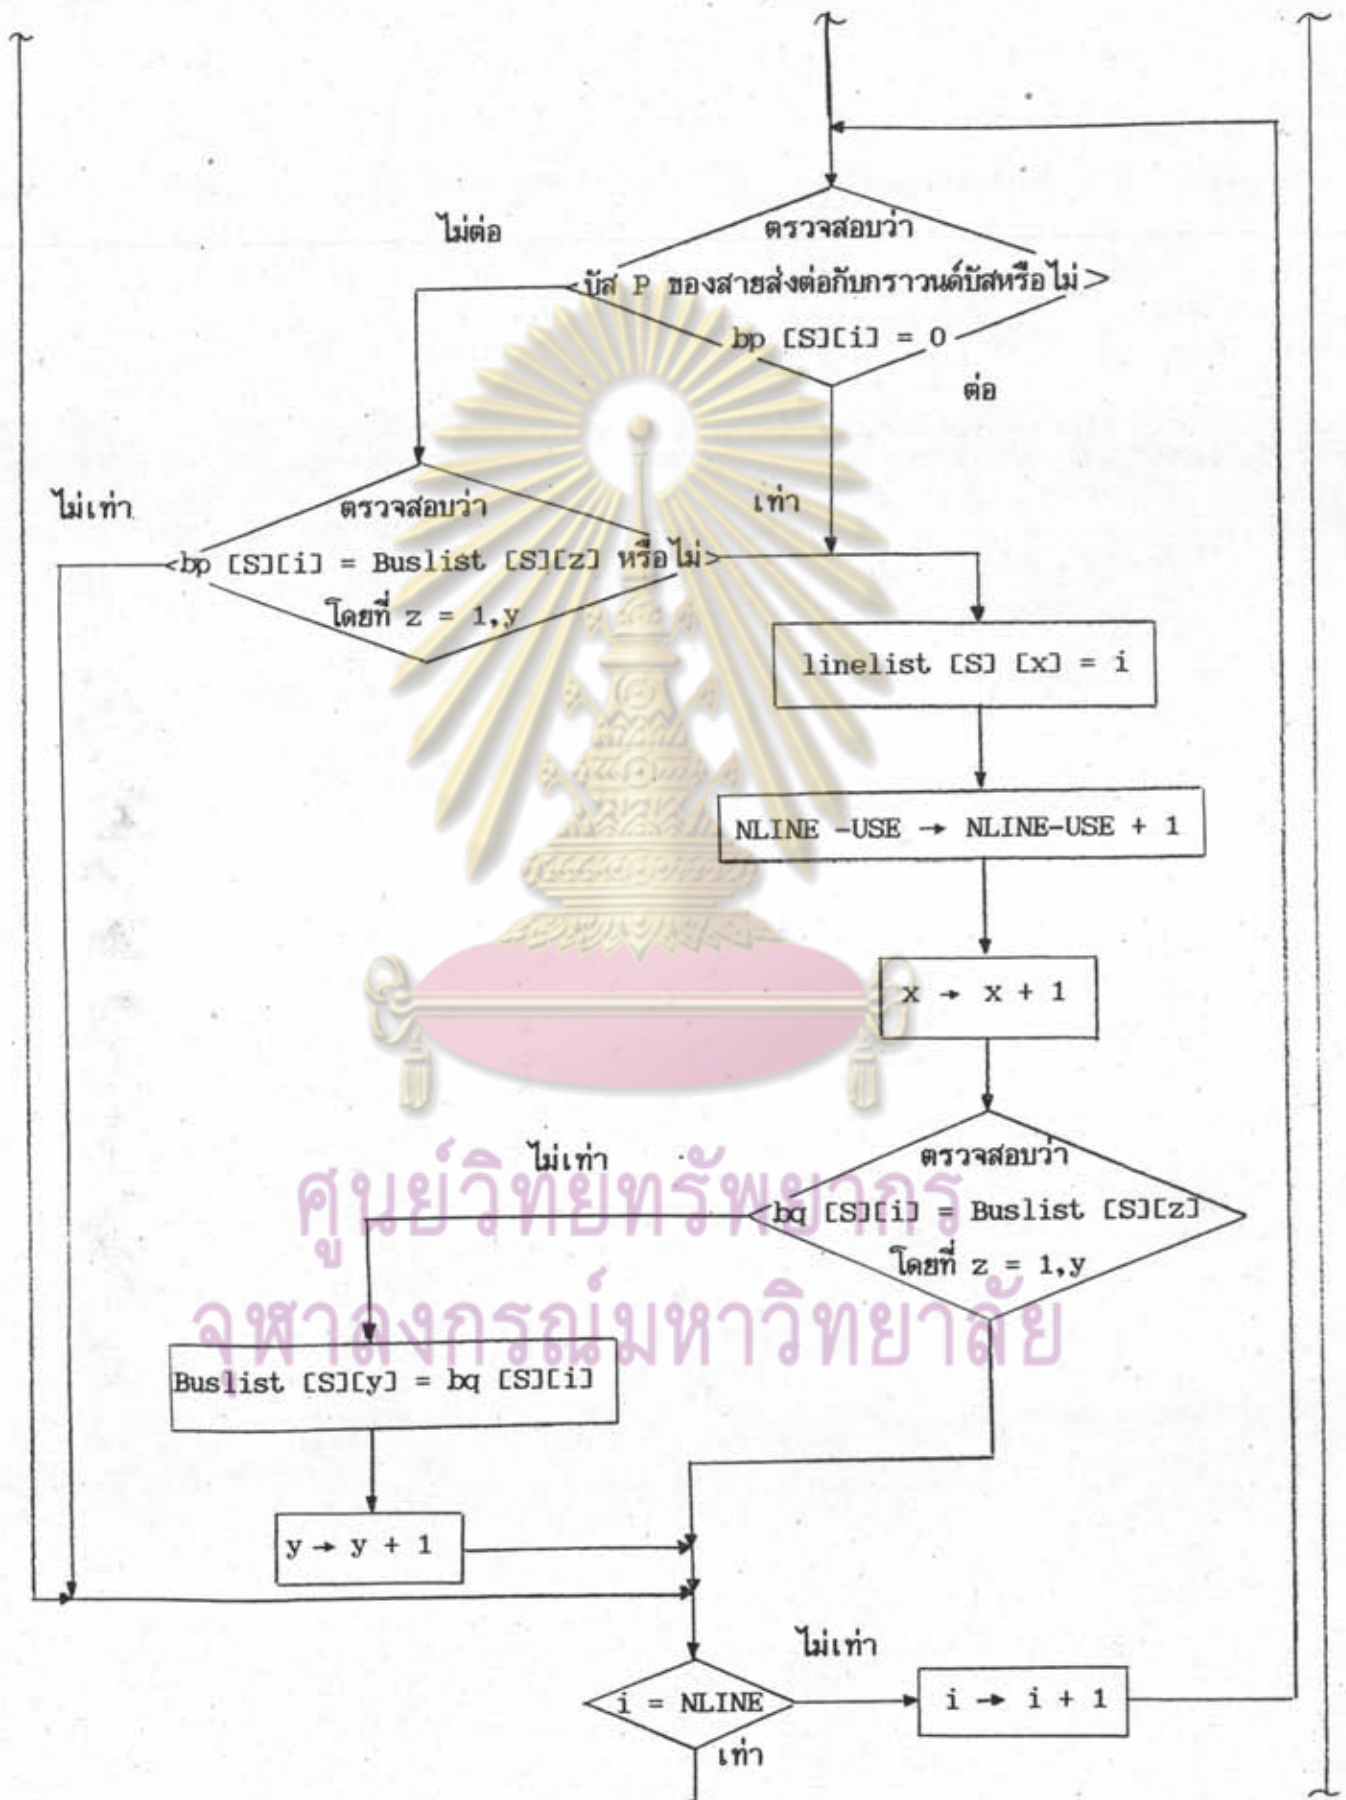 ตรวจสอบว่า
ไม่ต่อ
บัส P ของสายส่งต่อกับกราวนด์บัสหรือไม่
bp [S][i] = 0
ต่อ
ไม่เท่า
ตรวจสอบว่า
เท่า
bp [S][i] = Buslist [S][z] หรือไม่
โดยที่ z = 1,y
linelist [S] [x] = i
NLINE -USE → NLINE-USE + 1
x → x + 1
ไม่เท่า
ตรวจสอบว่า
bq [S][i] = Buslist [S][z]
โดยที่ z = 1,y
ศูนย์วิทยทรัพยากร
จุฬาลงกรณ์มหาวิทยาลัย
Buslist [S][y] = bq [S][i]
y → y + 1
ไม่เท่า
i = NLINE
i → i + 1
เท่า